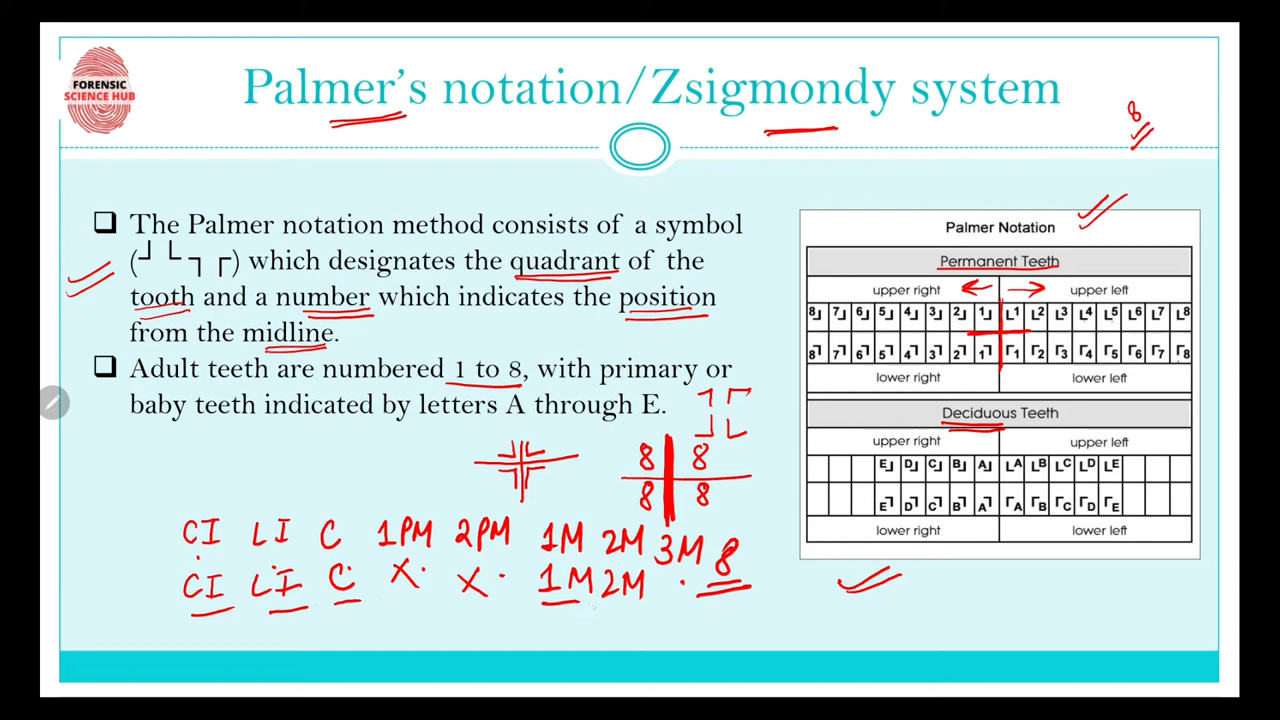 FORENSIC
SCIENCE HUB
Palmer's notation/Zsigmondy system
8
The Palmer notation method consists of a symbol
(┘ └ ┐ ┌) which designates the quadrant of the
tooth and a number which indicates the position
from the midline.
Adult teeth are numbered 1 to 8, with primary or
baby teeth indicated by letters A through E.
┐ ┌
┘ └
8 8
8 8
CI LI C 1PM 2PM 1M 2M 3M 8
CI LI C X X 1M 2M
Palmer Notation
Permanent Teeth
upper right upper left
8┘ 7┘ 6┘ 5┘ 4┘ 3┘ 2┘ 1┘ └1 └2 └3 └4 └5 └6 └7 └8
8┐ 7┐ 6┐ 5┐ 4┐ 3┐ 2┐ 1┐ ┌1 ┌2 ┌3 ┌4 ┌5 ┌6 ┌7 ┌8
lower right lower left
Deciduous Teeth
upper right upper left
E┘ D┘ C┘ B┘ A┘ └A └B └C └D └E
E┐ D┐ C┐ B┐ A┐ ┌A ┌B ┌C ┌D ┌E
lower right lower left